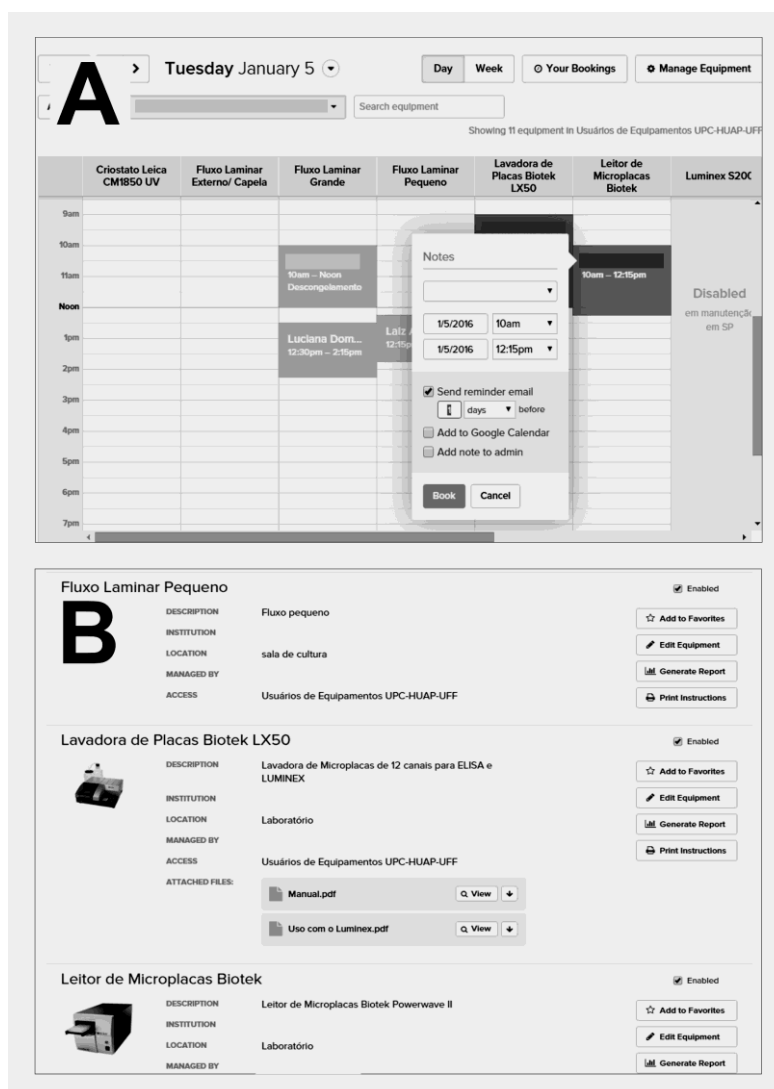 A
Tuesday January 5
Day
Week
Your Bookings
Manage Equipment
Search equipment
Showing 11 equipment in Usuários de Equipamentos UPC-HUAP-UFF
Criostato Leica
CM1850 UV
Fluxo Laminar
Externo/ Capela
Fluxo Laminar
Grande
Fluxo Laminar
Pequeno
Lavadora de
Placas Biotek
LX50
Leitor de
Microplacas
Biotek
Luminex S20
9am
10am
11am
Noon
1pm
2pm
3pm
4pm
5pm
6pm
7pm
10am – Noon
Descongelamento
Luciana Dom...
12:30pm – 2:15pm
Notes
1/5/2016 10am
1/5/2016 12:15pm
Send reminder email
days before
Add to Google Calendar
Add note to admin
Book Cancel
10am – 12:15pm
Disabled
em manutenção
em SP
B
Fluxo Laminar Pequeno
Enabled
DESCRIPTION Fluxo pequeno
INSTITUTION
LOCATION sala de cultura
MANAGED BY
ACCESS Usuários de Equipamentos UPC-HUAP-UFF
Add to Favorites
Edit Equipment
Generate Report
Print Instructions
Lavadora de Placas Biotek LX50
Enabled
DESCRIPTION Lavadora de Microplacas de 12 canais para ELISA e
LUMINEX
INSTITUTION
LOCATION Laboratório
MANAGED BY
ACCESS Usuários de Equipamentos UPC-HUAP-UFF
ATTACHED FILES:
Manual.pdf View
Uso com o Luminex.pdf View
Add to Favorites
Edit Equipment
Generate Report
Print Instructions
Leitor de Microplacas Biotek
Enabled
DESCRIPTION Leitor de Microplacas Biotek Powerwave II
INSTITUTION
LOCATION Laboratório
MANAGED BY
Add to Favorites
Edit Equipment
Generate Report